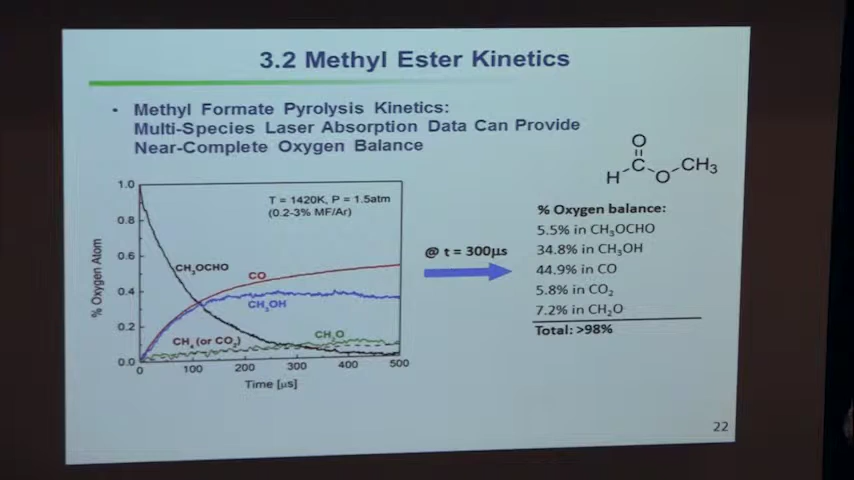 3.2 Methyl Ester Kinetics
• Methyl Formate Pyrolysis Kinetics:
Multi-Species Laser Absorption Data Can Provide
Near-Complete Oxygen Balance
O
H C O CH₃
% Oxygen Atom
1.0
0.8
0.6
0.4
0.2
0.0
T = 1420K, P = 1.5atm
(0.2-3% MF/Ar)
CH₃OCHO
CO
CH₃OH
CH₄ (or CO₂)
CH₂O
0 100 200 300 400 500
Time [μs]
@ t = 300μs
% Oxygen balance:
5.5% in CH₃OCHO
34.8% in CH₃OH
44.9% in CO
5.8% in CO₂
7.2% in CH₂O
Total: >98%
22